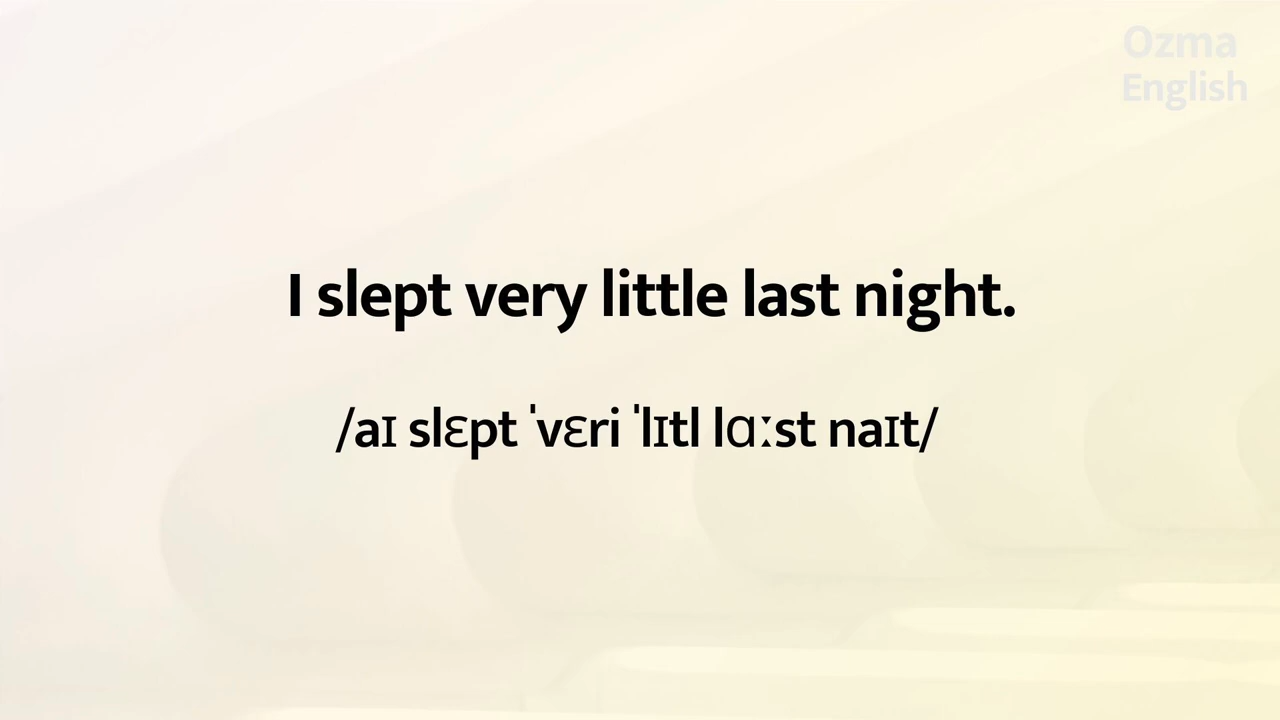 Ozma
English
I slept very little last night.
/aɪ slɛpt ˈvɛri ˈlɪtl lɑːst naɪt/